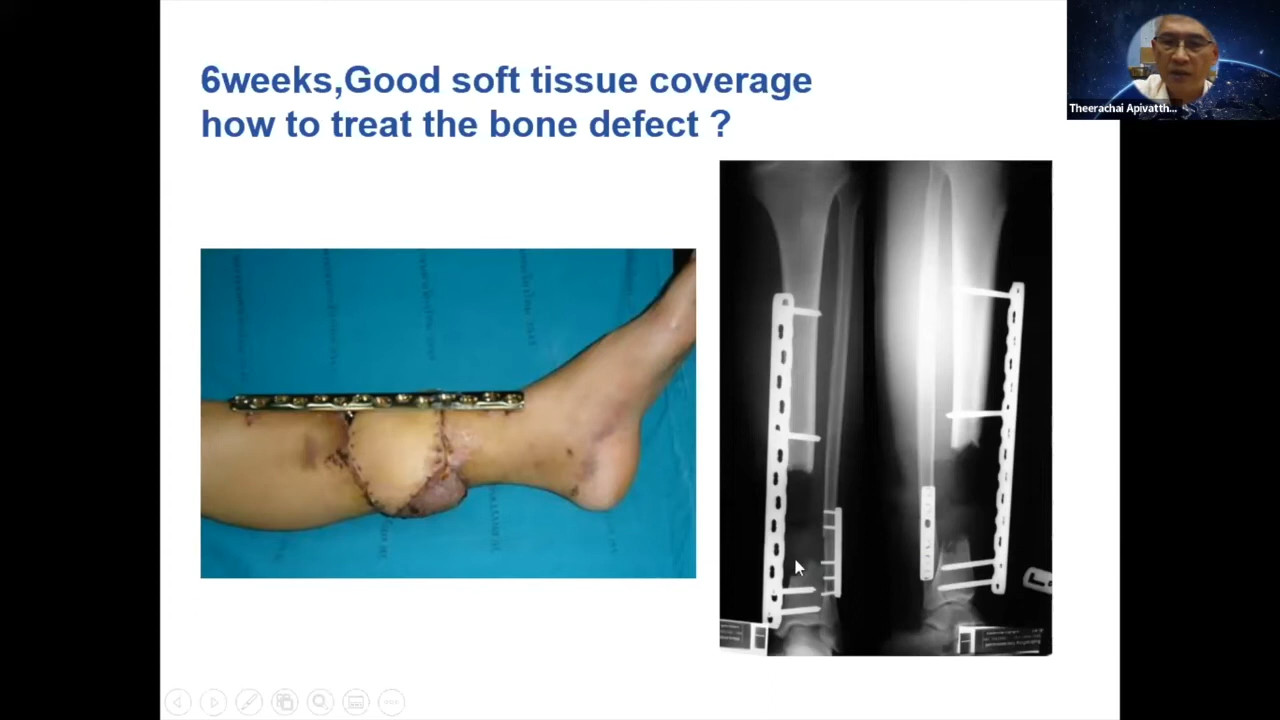 6weeks,Good soft tissue coverage
how to treat the bone defect ?
Theerachai Apivatth...